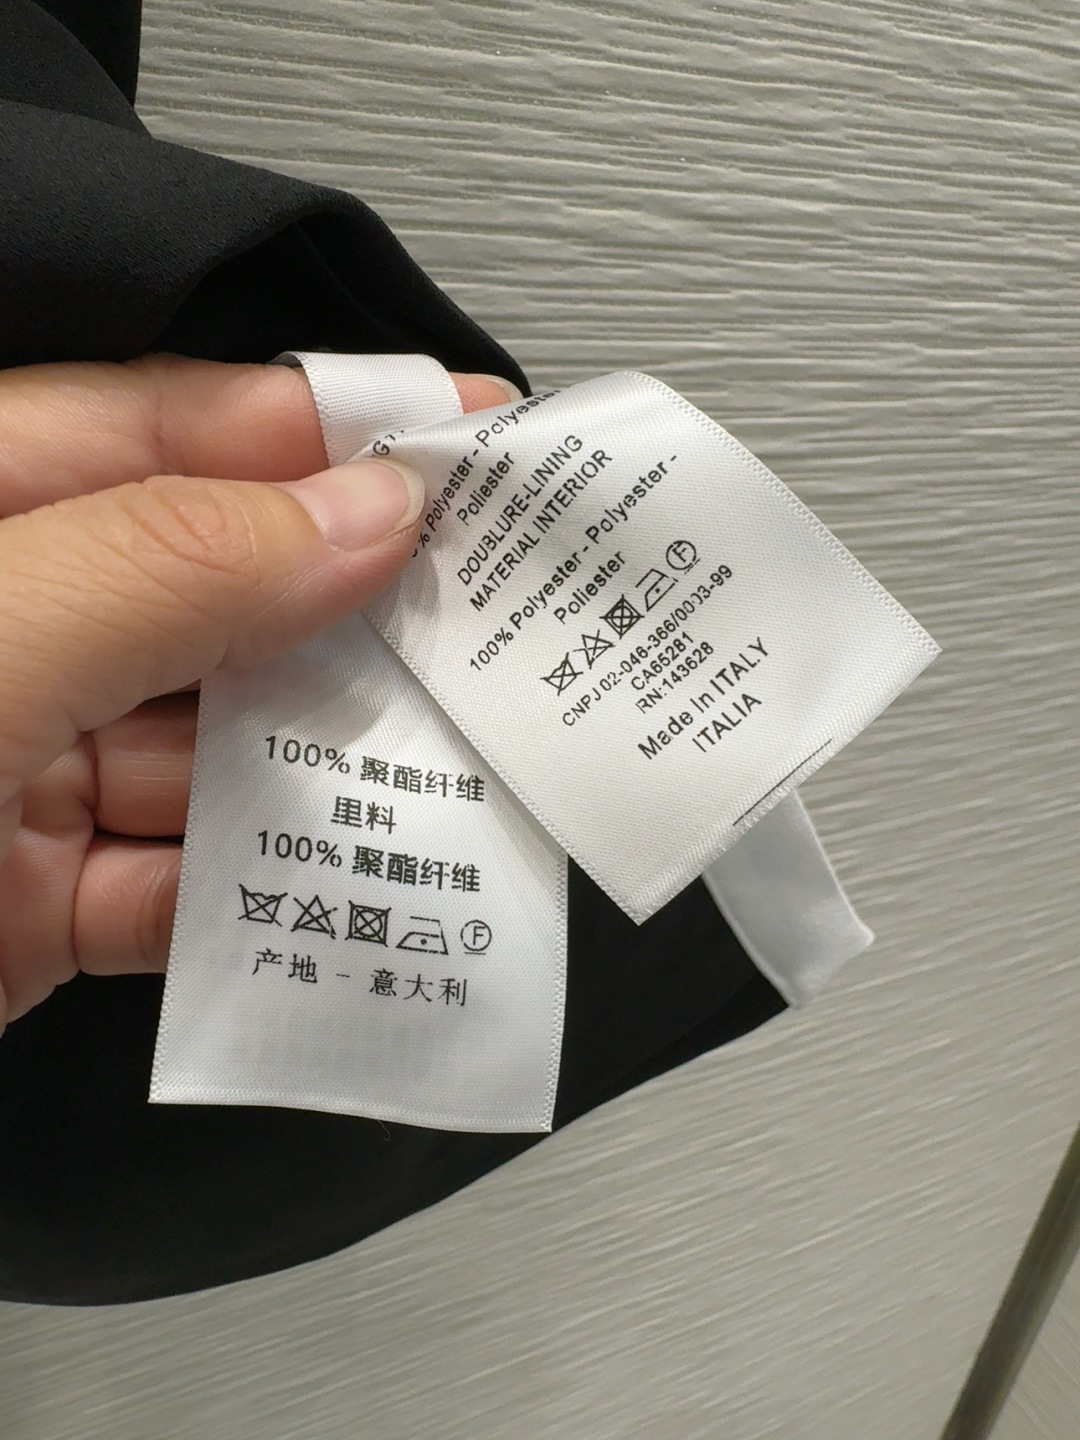 Polyester - Polyester
Poliester
DOUBLURE-LINING
MATERIAL INTERIOR
100% Polyester - Polyester -
Poliester
F
CNPJ 02-046-366/0003-99
CA65281
RN:143628
Made In ITALY
ITALIA
100% 聚酯纤维
里料
100% 聚酯纤维
F
产地 - 意大利